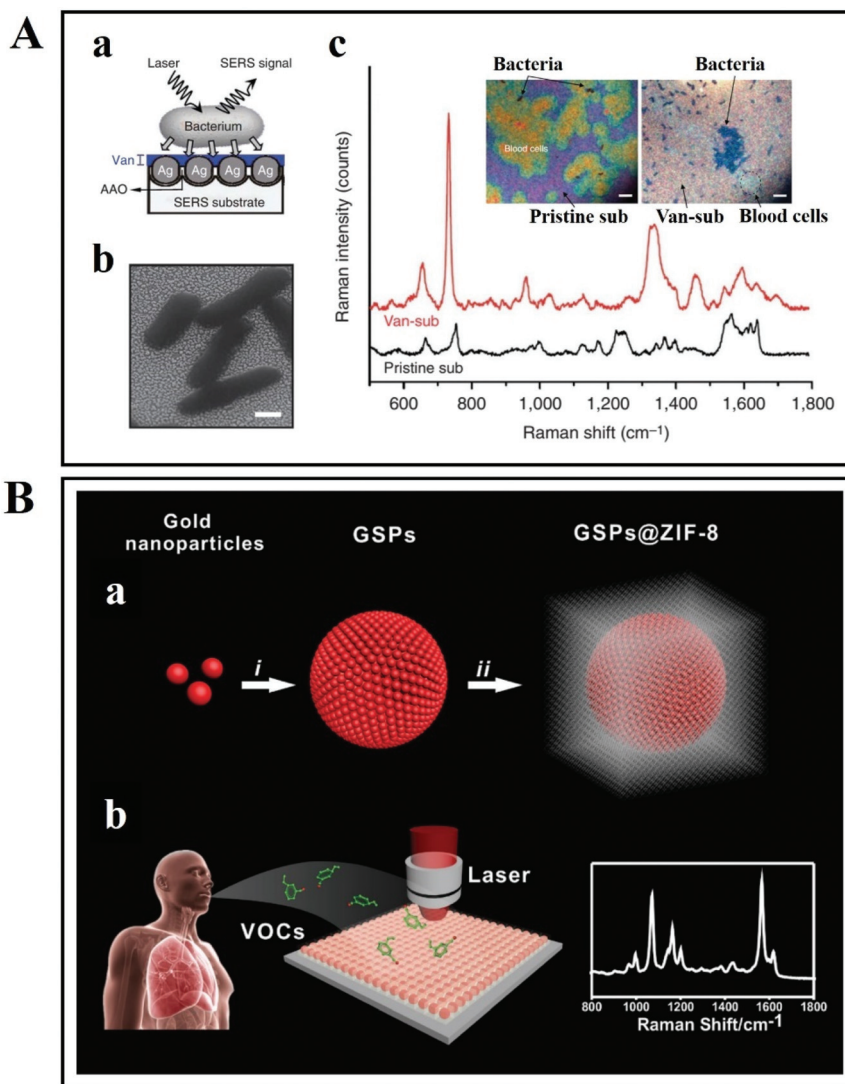 A
a
Laser
SERS signal
Bacterium
Van
Ag Ag Ag Ag
AAO
SERS substrate
b
c
Raman intensity (counts)
Bacteria
Blood cells
Pristine sub
Bacteria
Van-sub
Blood cells
Van-sub
Pristine sub
600 800 1,000 1,200 1,400 1,600 1,800
Raman shift (cm–1)
B
Gold
nanoparticles
GSPs
GSPs@ZIF-8
a
i
ii
b
VOCs
Laser
800 1000 1200 1400 1600 1800
Raman Shift/cm-1